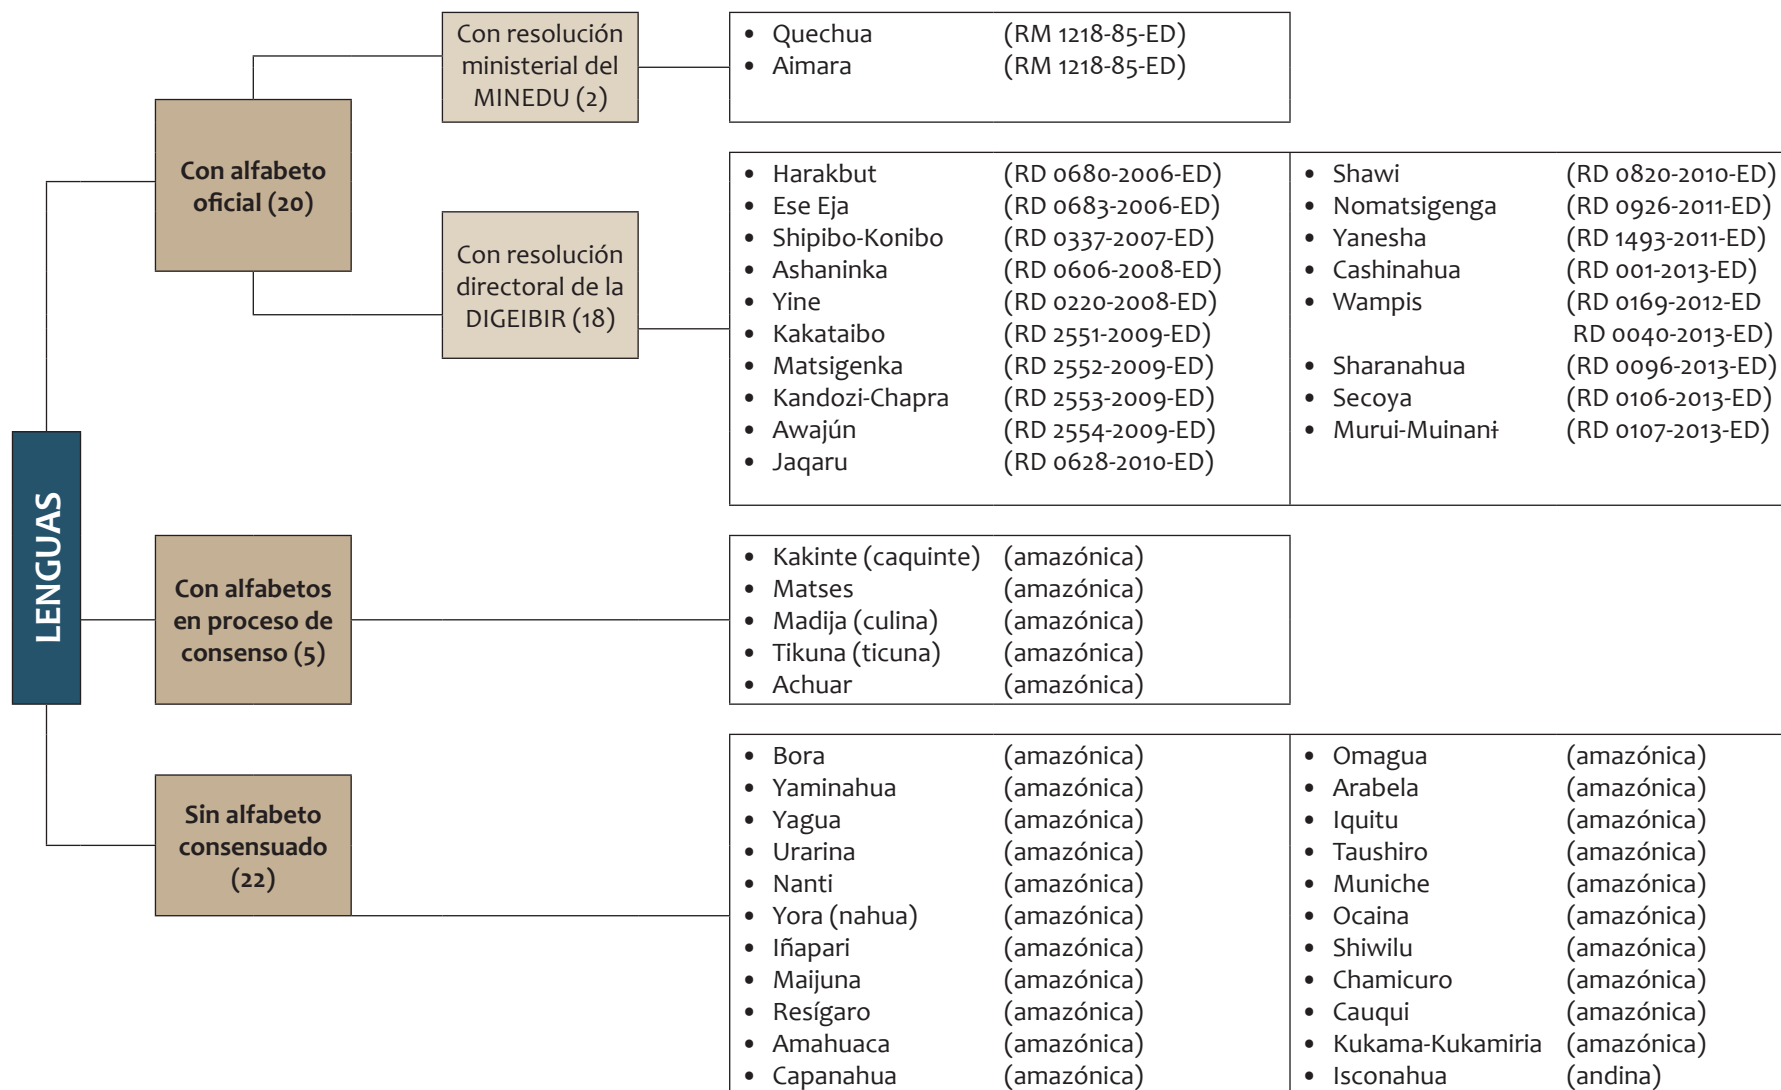 LENGUAS
Con alfabeto
oficial (20)
Con resolución
ministerial del
MINEDU (2)
• Quechua (RM 1218-85-ED)
• Aimara (RM 1218-85-ED)
Con resolución
directoral de la
DIGEIBIR (18)
• Harakbut (RD 0680-2006-ED)
• Ese Eja (RD 0683-2006-ED)
• Shipibo-Konibo (RD 0337-2007-ED)
• Ashaninka (RD 0606-2008-ED)
• Yine (RD 0220-2008-ED)
• Kakataibo (RD 2551-2009-ED)
• Matsigenka (RD 2552-2009-ED)
• Kandozi-Chapra (RD 2553-2009-ED)
• Awajún (RD 2554-2009-ED)
• Jaqaru (RD 0628-2010-ED)
• Shawi (RD 0820-2010-ED)
• Nomatsigenga (RD 0926-2011-ED)
• Yanesha (RD 1493-2011-ED)
• Cashinahua (RD 001-2013-ED)
• Wampis (RD 0169-2012-ED
RD 0040-2013-ED)
• Sharanahua (RD 0096-2013-ED)
• Secoya (RD 0106-2013-ED)
• Murui-Muinanɨ (RD 0107-2013-ED)
Con alfabetos
en proceso de
consenso (5)
• Kakinte (caquinte) (amazónica)
• Matses (amazónica)
• Madija (culina) (amazónica)
• Tikuna (ticuna) (amazónica)
• Achuar (amazónica)
Sin alfabeto
consensuado
(22)
• Bora (amazónica)
• Yaminahua (amazónica)
• Yagua (amazónica)
• Urarina (amazónica)
• Nanti (amazónica)
• Yora (nahua) (amazónica)
• Iñapari (amazónica)
• Maijuna (amazónica)
• Resígaro (amazónica)
• Amahuaca (amazónica)
• Capanahua (amazónica)
• Omagua (amazónica)
• Arabela (amazónica)
• Iquitu (amazónica)
• Taushiro (amazónica)
• Muniche (amazónica)
• Ocaina (amazónica)
• Shiwilu (amazónica)
• Chamicuro (amazónica)
• Cauqui (amazónica)
• Kukama-Kukamiria (amazónica)
• Isconahua (andina)